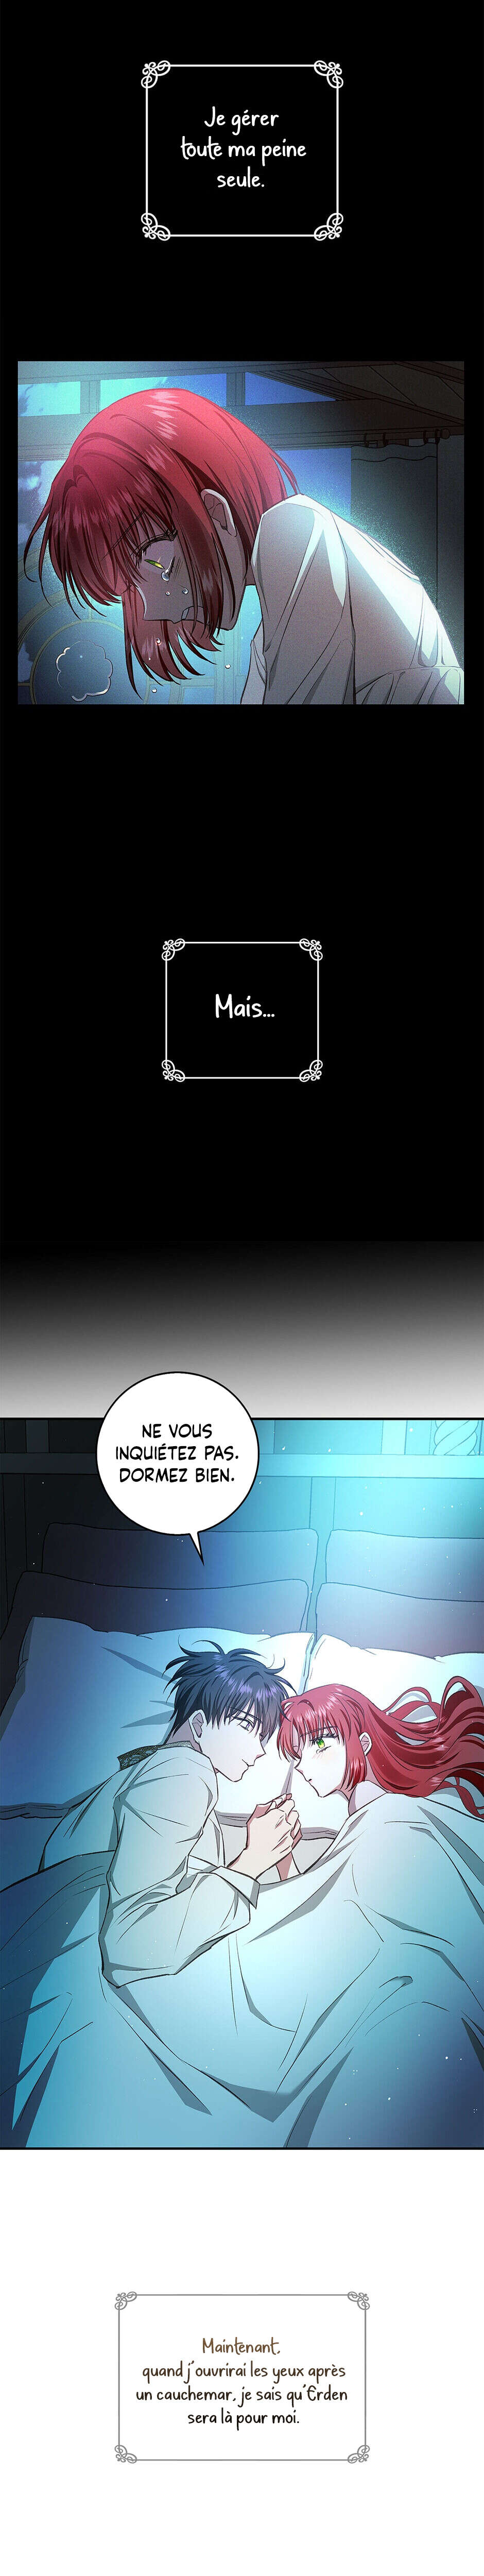 Je gérer
toute ma peine
seule.
Mais...
NE VOUS
INQUIÉTEZ PAS.
DORMEZ BIEN.
Maintenant,
quand j'ouvrirai les yeux après
un cauchemar, je sais qu'Erden
sera là pour moi.